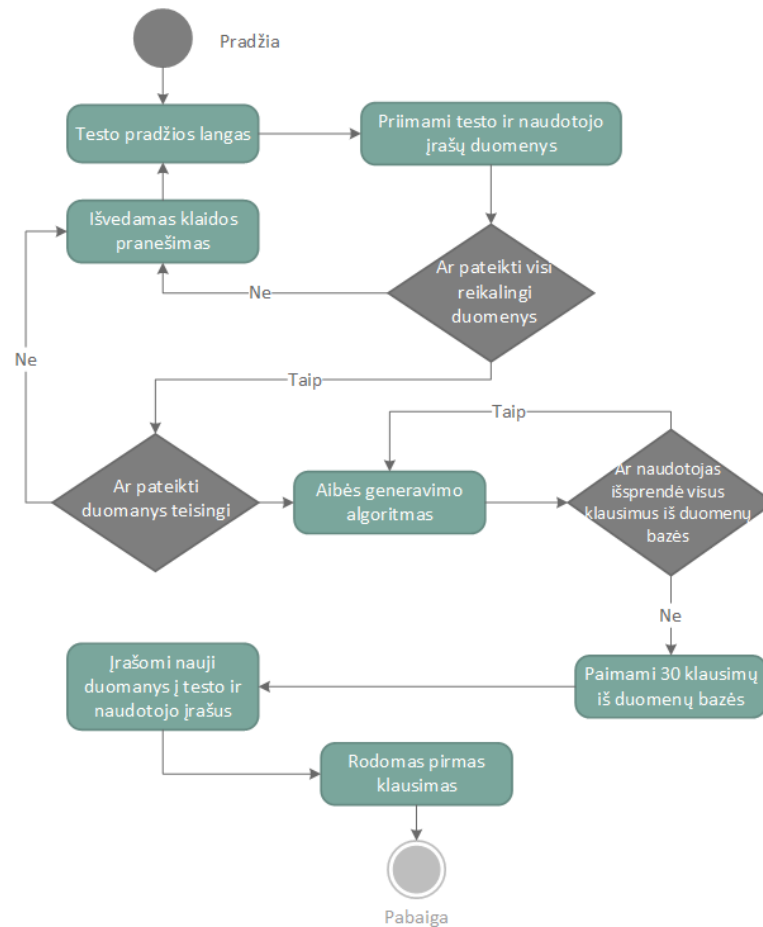 Pradžia
Testo pradžios langas
Priimami testo ir naudotojo
įrašų duomenys
Išvedamas klaidos
pranešimas
Ar pateikti visi
reikalingi
duomenys
Ne
Ne
Taip
Taip
Ar pateikti
duomanys teisingi
Aibės generavimo
algoritmas
Ar naudotojas
išsprendė visus
klausimus iš duomenų
bazės
Ne
Įrašomi nauji
duomanys į testo ir
naudotojo įrašus
Paimami 30 klausimų
iš duomenų bazės
Rodomas pirmas
klausimas
Pabaiga